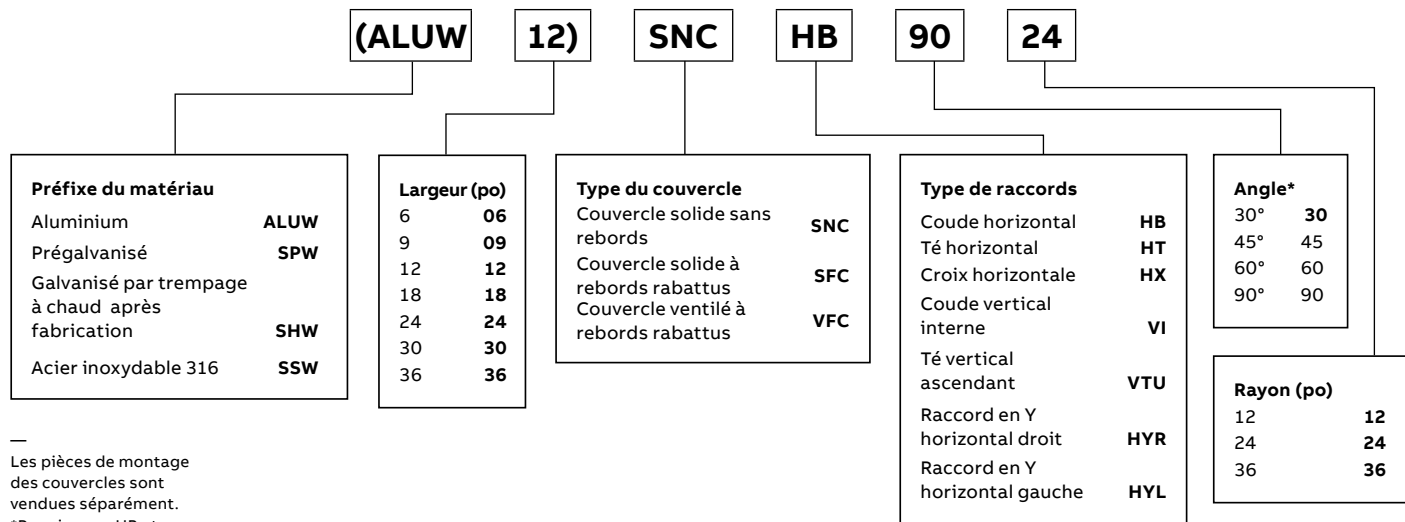 (ALUW 12) SNC HB 90 24
Préfixe du matériau
Aluminium ALUW
Prégalvanisé SPW
Galvanisé par trempage
à chaud après
fabrication SHW
Acier inoxydable 316 SSW
Largeur (po)
6 06
9 09
12 12
18 18
24 24
30 30
36 36
Type du couvercle
Couvercle solide sans
rebords SNC
Couvercle solide à
rebords rabattus SFC
Couvercle ventilé à
rebords rabattus VFC
Type de raccords
Coude horizontal HB
Té horizontal HT
Croix horizontale HX
Coude vertical
interne VI
Té vertical
ascendant VTU
Raccord en Y
horizontal droit HYR
Raccord en Y
horizontal gauche HYL
Angle*
30° 30
45° 45
60° 60
90° 90
Rayon (po)
12 12
24 24
36 36
—
Les pièces de montage
des couvercles sont
vendues séparément.